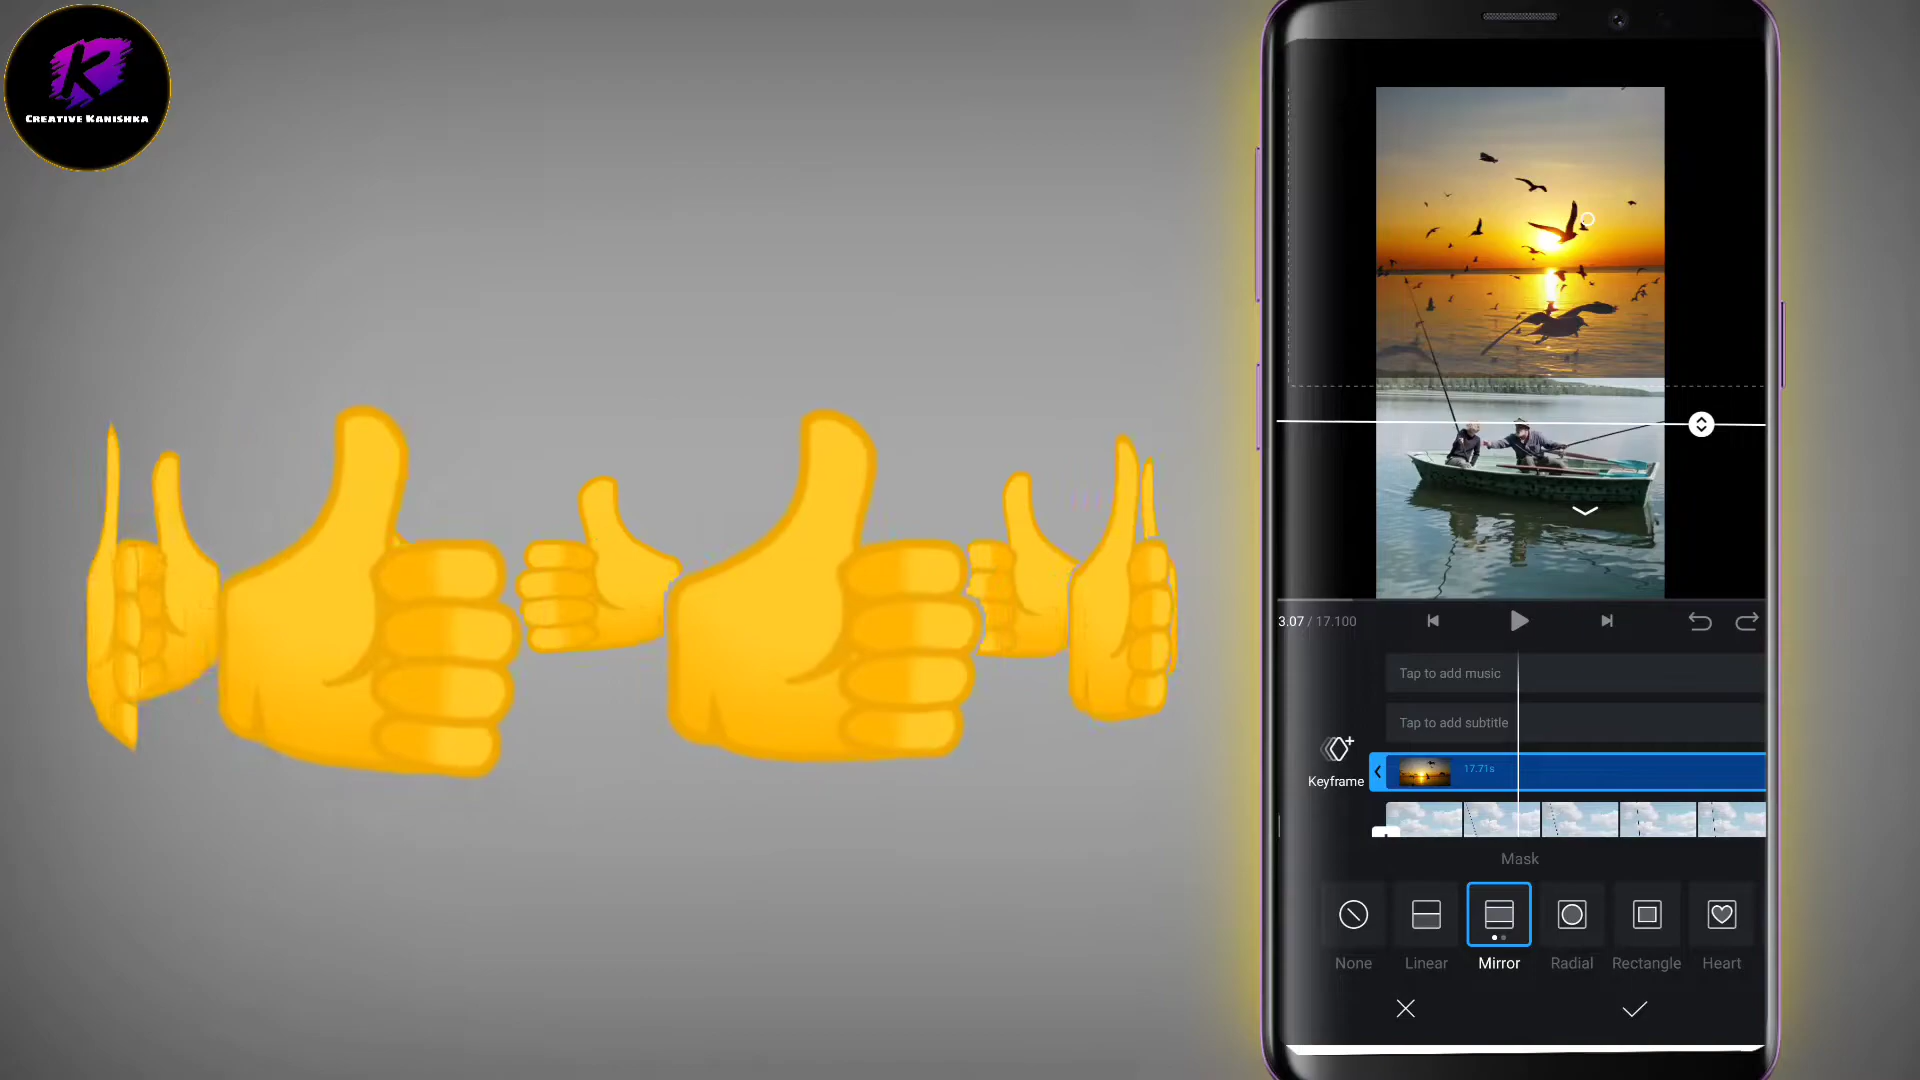 K
CREATIVE KANISHKA
3.07 / 17.100
Tap to add music
Tap to add subtitle
Keyframe
17.71s
Mask
None
Linear
Mirror
Radial
Rectangle
Heart